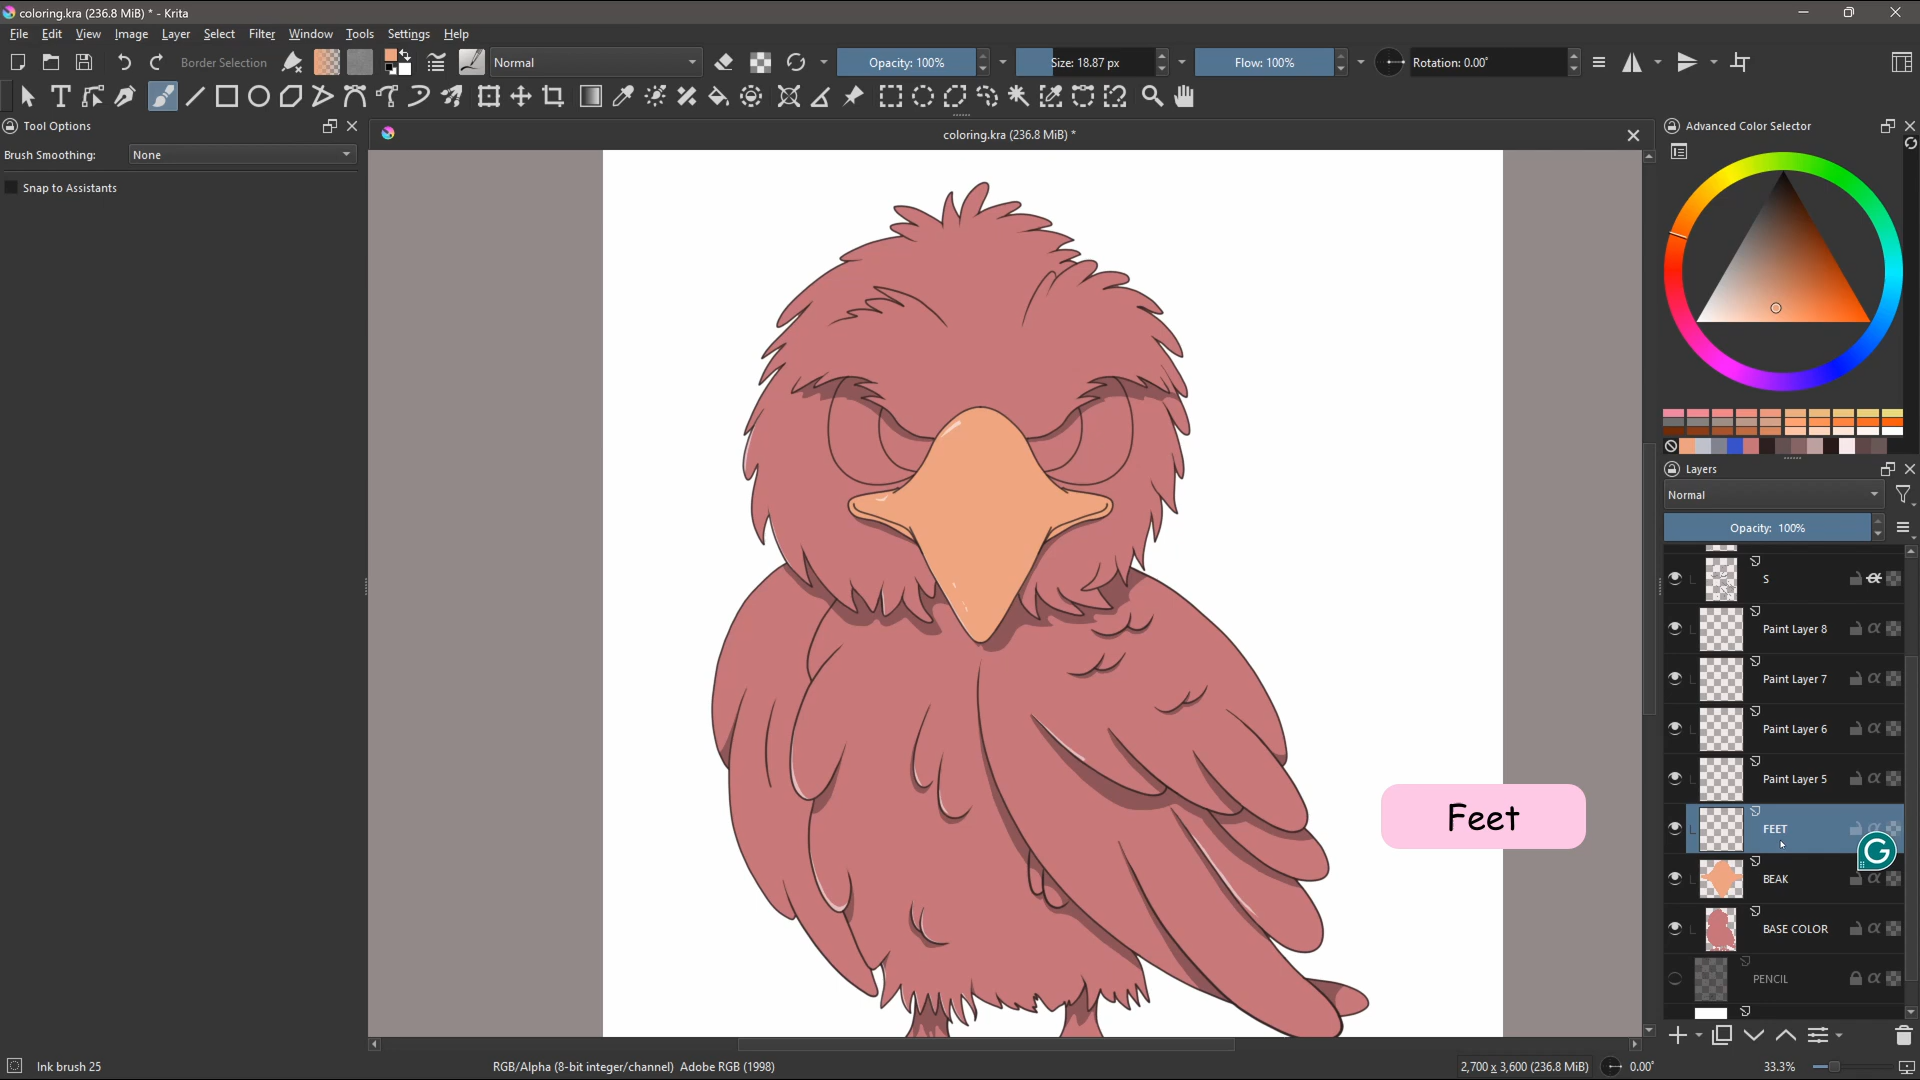 coloring.kra (236.8 MiB) * - Krita
File Edit View Image Layer Select Filter Tools Settings Help
Border Selection
Normal
Opacity: 100%
Size: 18.87 px
Flow: 100%
Rotation: 0.00°
T
Tool Options
coloring.kra (236.8 MiB) *
Advanced Color Selector
Brush Smoothing: None
Snap to Assistants
Layers
Normal
Opacity: 100%
S
Paint Layer 8
Paint Layer 7
Paint Layer 6
Paint Layer 5
Feet
FEET
G
BEAK
BASE COLOR
PENCIL
Ink brush 25
RGB/Alpha (8-bit integer/channel) Adobe RGB (1998)
2,700 x 3,600 (236.8 MiB)
0.00°
33.3%